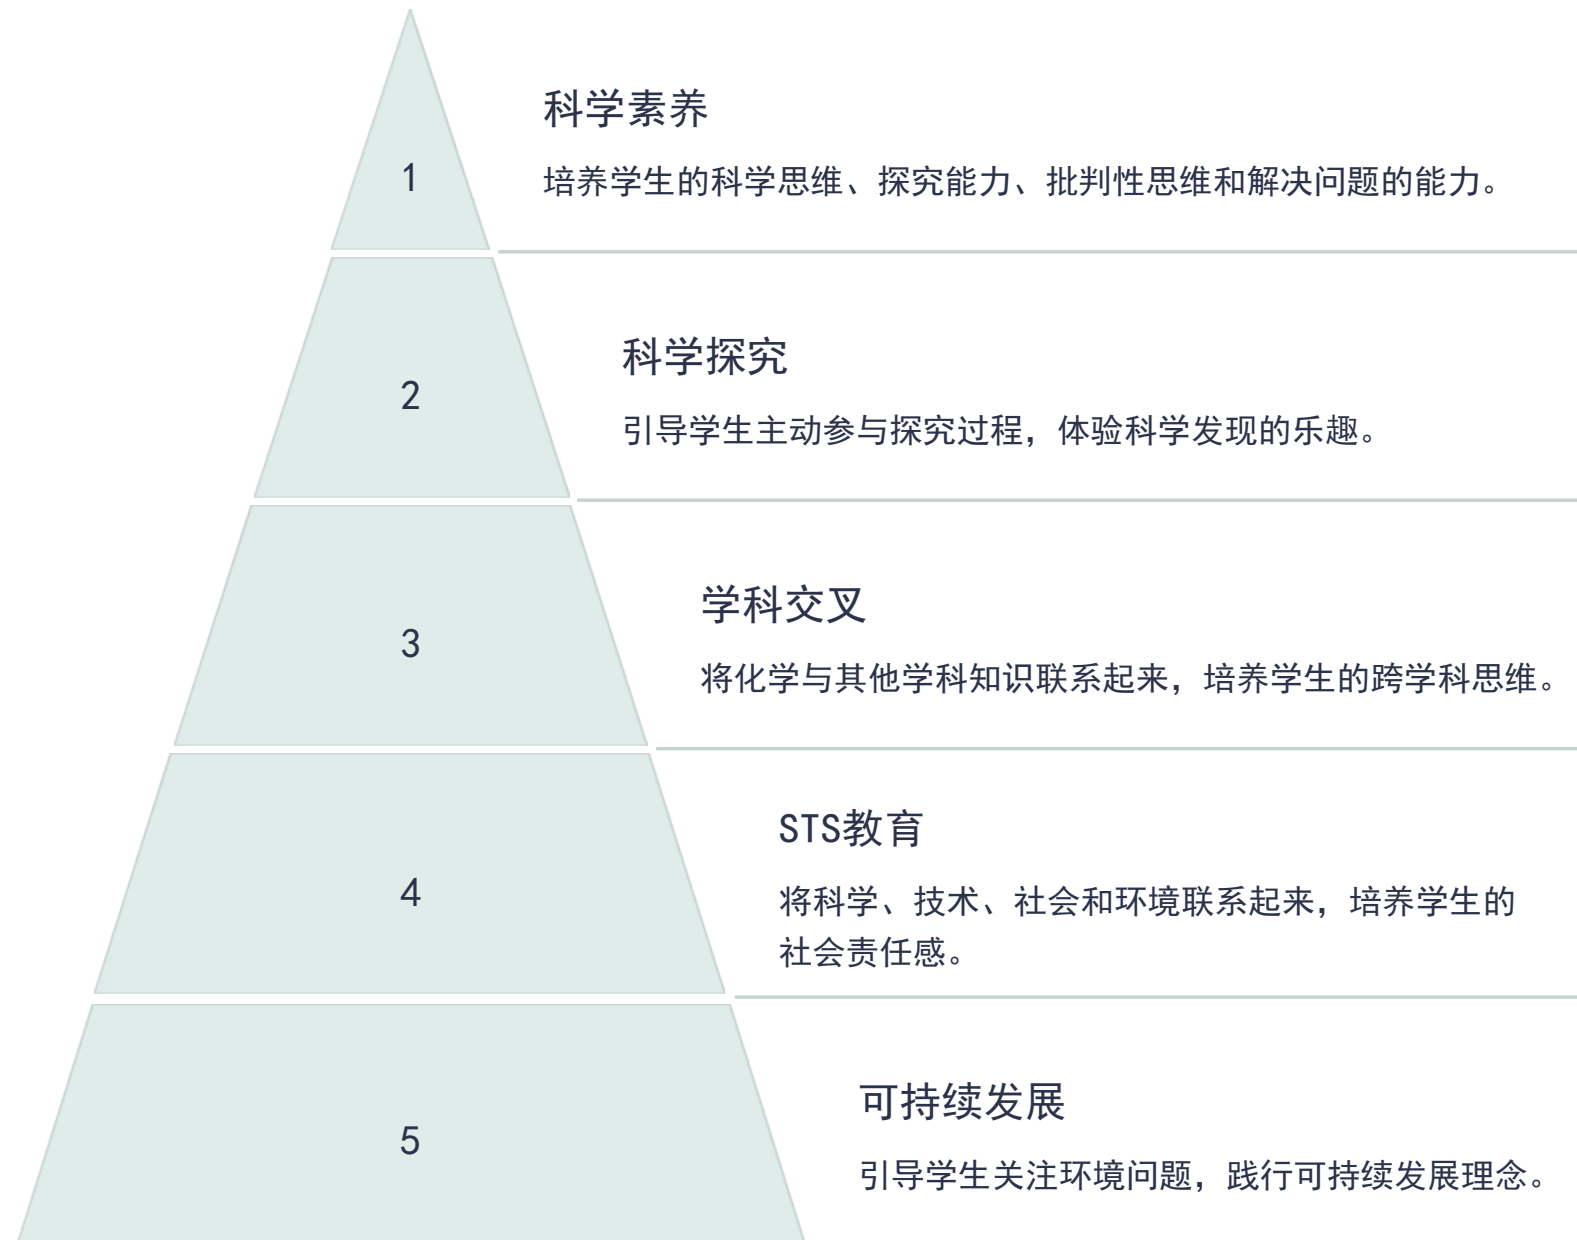 1
科学素养
培养学生的科学思维、探究能力、批判性思维和解决问题的能力。
2
科学探究
引导学生主动参与探究过程，体验科学发现的乐趣。
3
学科交叉
将化学与其他学科知识联系起来，培养学生的跨学科思维。
4
STS教育
将科学、技术、社会和环境联系起来，培养学生的
社会责任感。
5
可持续发展
引导学生关注环境问题，践行可持续发展理念。